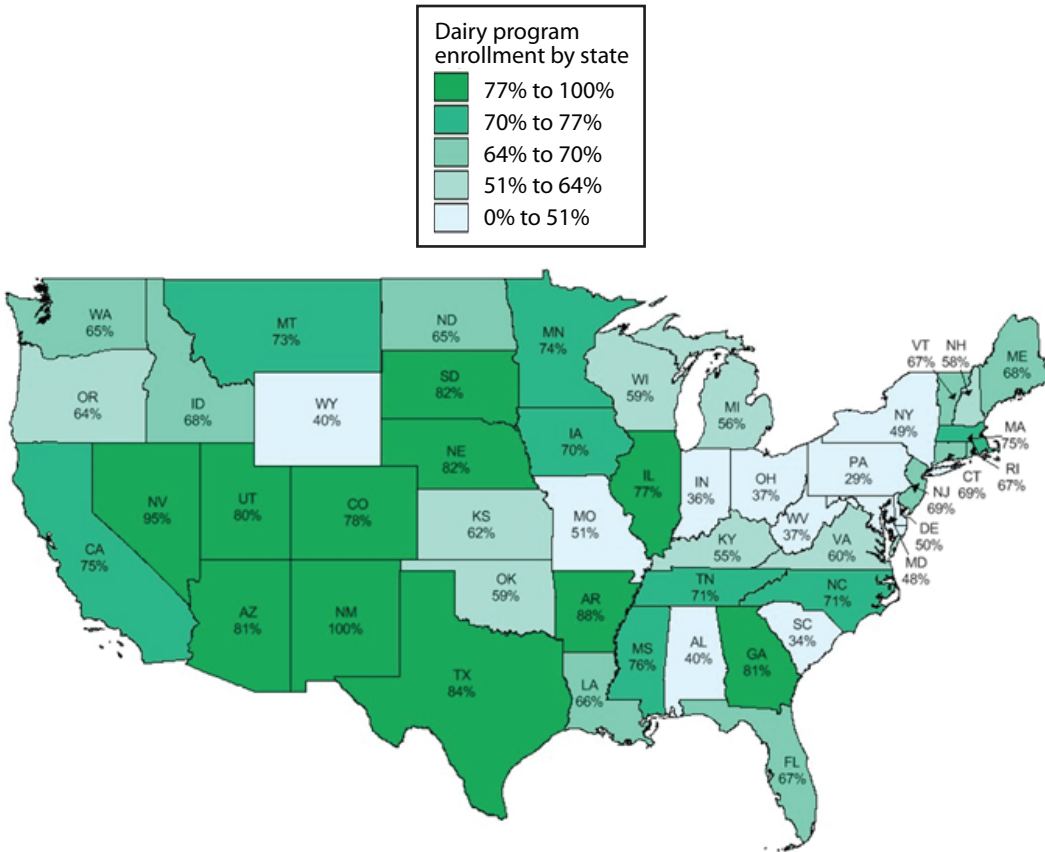 Dairy program
enrollment by state
77% to 100%
70% to 77%
64% to 70%
51% to 64%
0% to 51%
WA
65%
MT
73%
ND
65%
MN
74%
VT
67%
NH
58%
ME
68%
OR
64%
ID
68%
WY
40%
SD
82%
WI
59%
MI
56%
NY
49%
MA
75%
RI
67%
CT
69%
NJ
69%
DE
50%
MD
48%
NV
95%
UT
80%
CO
78%
NE
82%
IA
70%
IL
77%
IN
36%
OH
37%
PA
29%
WV
37%
VA
60%
CA
75%
KS
62%
MO
51%
KY
55%
AZ
81%
NM
100%
OK
59%
AR
88%
TN
71%
NC
71%
SC
34%
TX
84%
LA
66%
MS
76%
AL
40%
GA
81%
FL
67%